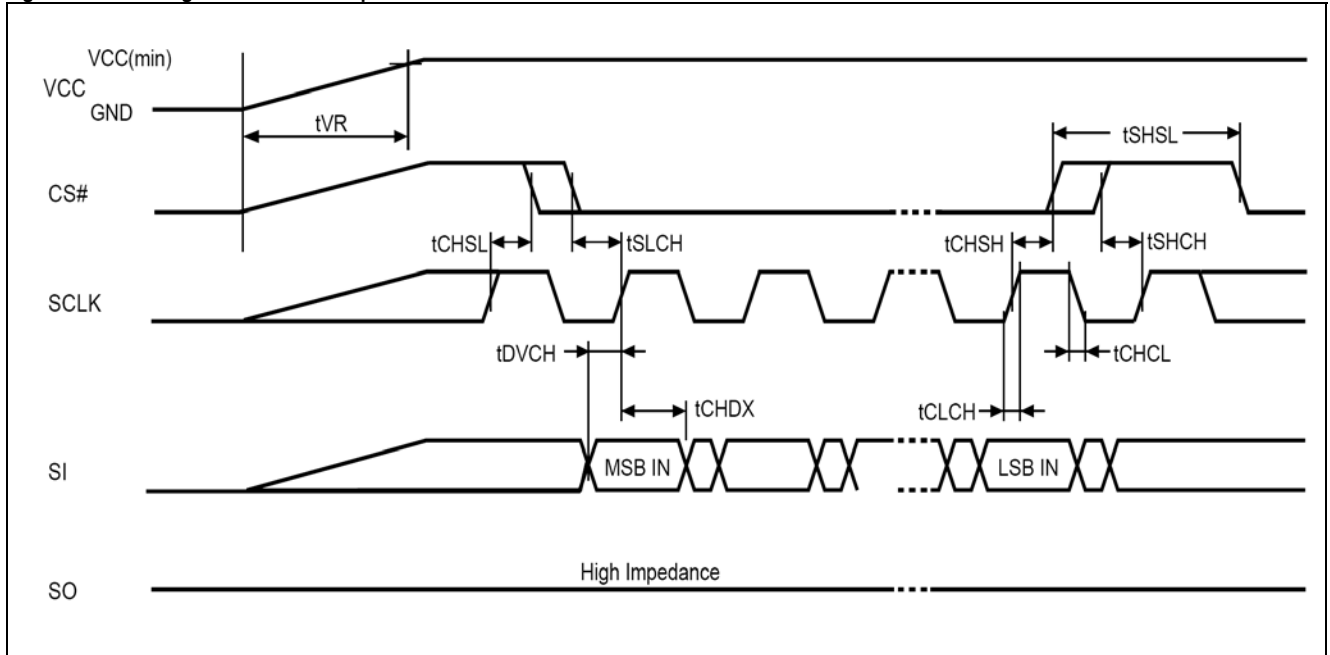 VCC(min)
VCC
GND
tVR
tSHSL
CS#
tCHSL
tSLCH
tCHSH
tSHCH
SCLK
tDVCH
tCHCL
tCHDX
tCLCH
SI
MSB IN
LSB IN
High Impedance
SO